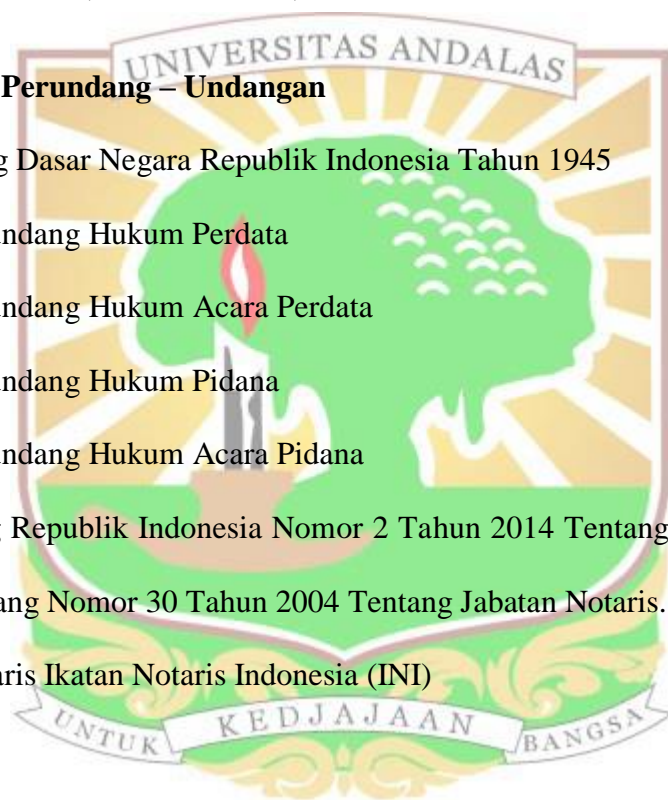 UNIVERSITAS ANDALAS
Perundang – Undangan
g Dasar Negara Republik Indonesia Tahun 1945
ndang Hukum Perdata
ndang Hukum Acara Perdata
ndang Hukum Pidana
ndang Hukum Acara Pidana
g Republik Indonesia Nomor 2 Tahun 2014 Tentang
ang Nomor 30 Tahun 2004 Tentang Jabatan Notaris.
aris Ikatan Notaris Indonesia (INI)
UNTUK KEDJAJAAN BANGSA